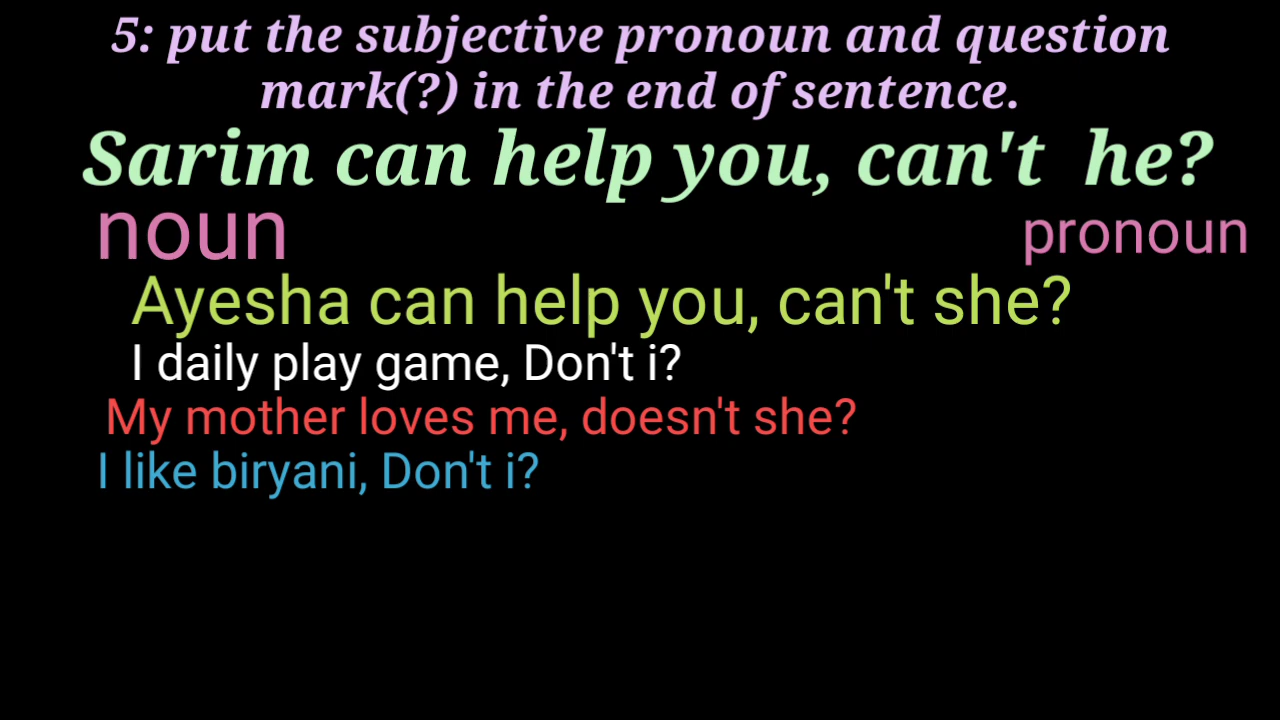 5: put the subjective pronoun and question
mark(?) in the end of sentence.
Sarim can help you, can't he?
noun pronoun
Ayesha can help you, can't she?
I daily play game, Don't i?
My mother loves me, doesn't she?
I like biryani, Don't i?